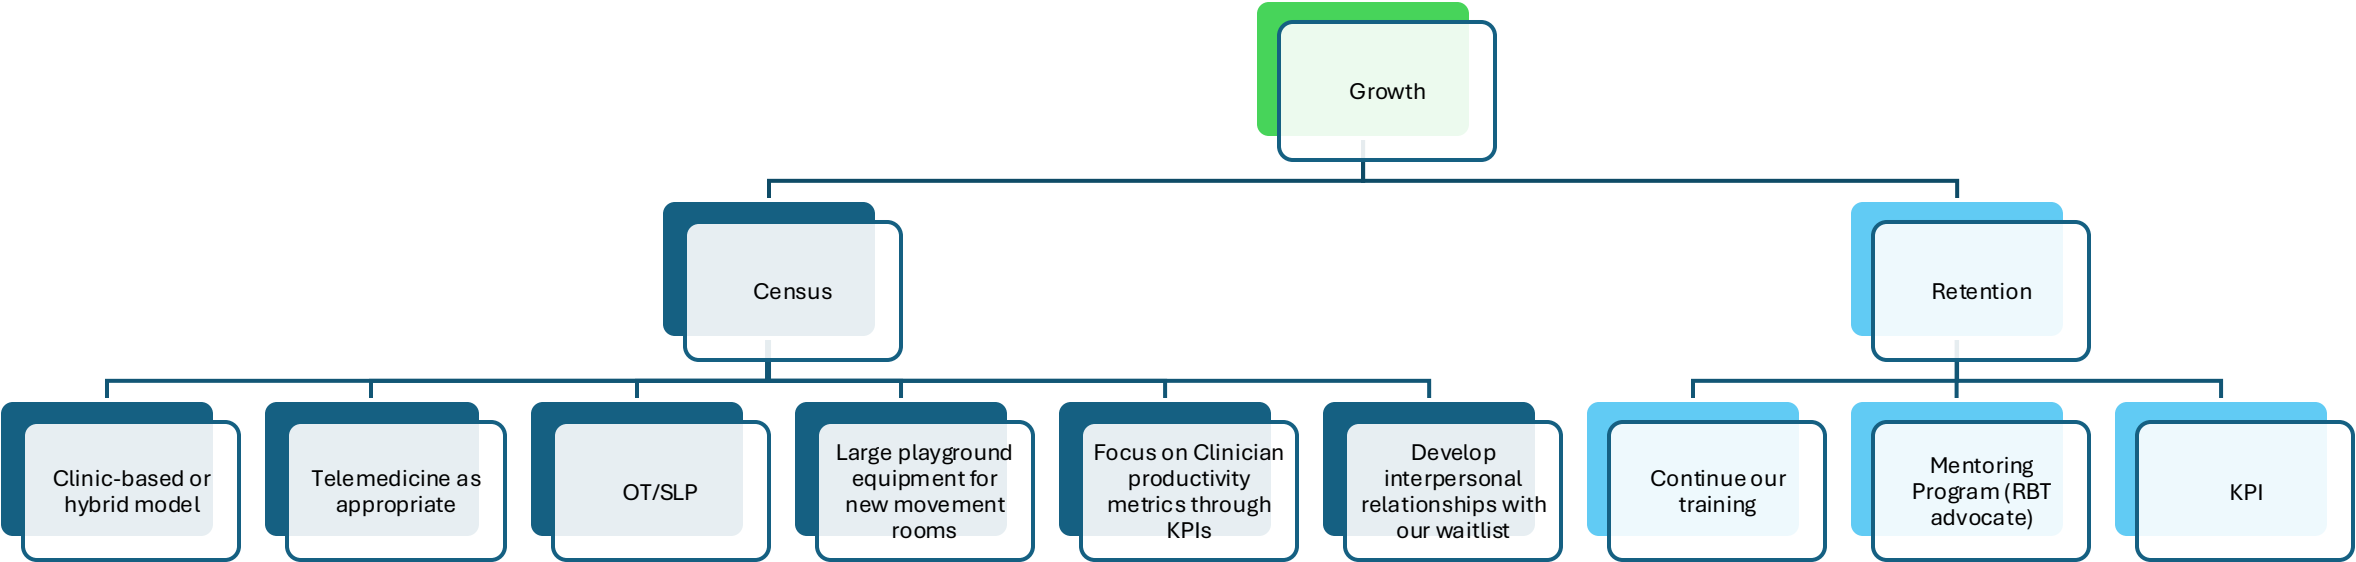 Growth
Census
Retention
Clinic-based or
hybrid model
Telemedicine as
appropriate
OT/SLP
Large playground
equipment for
new movement
rooms
Focus on Clinician
productivity
metrics through
KPIs
Develop
interpersonal
relationships with
our waitlist
Continue our
training
Mentoring
Program (RBT
advocate)
KPI